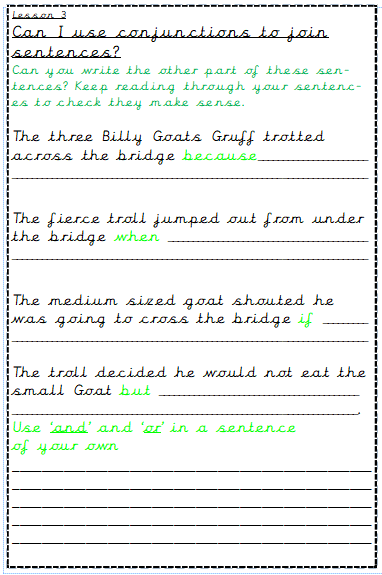 Lesson 3
Can I use conjunctions to join
sentences?
Can you write the other part of these sen-
tences? Keep reading through your sentenc-
es to check they make sense.
The three Billy Goats Gruff trotted
across the bridge because
The fierce troll jumped out from under
the bridge when
The medium sized goat shouted he
was going to cross the bridge if
The troll decided he would not eat the
small Goat but
.
Use 'and' and 'or' in a sentence
of your own